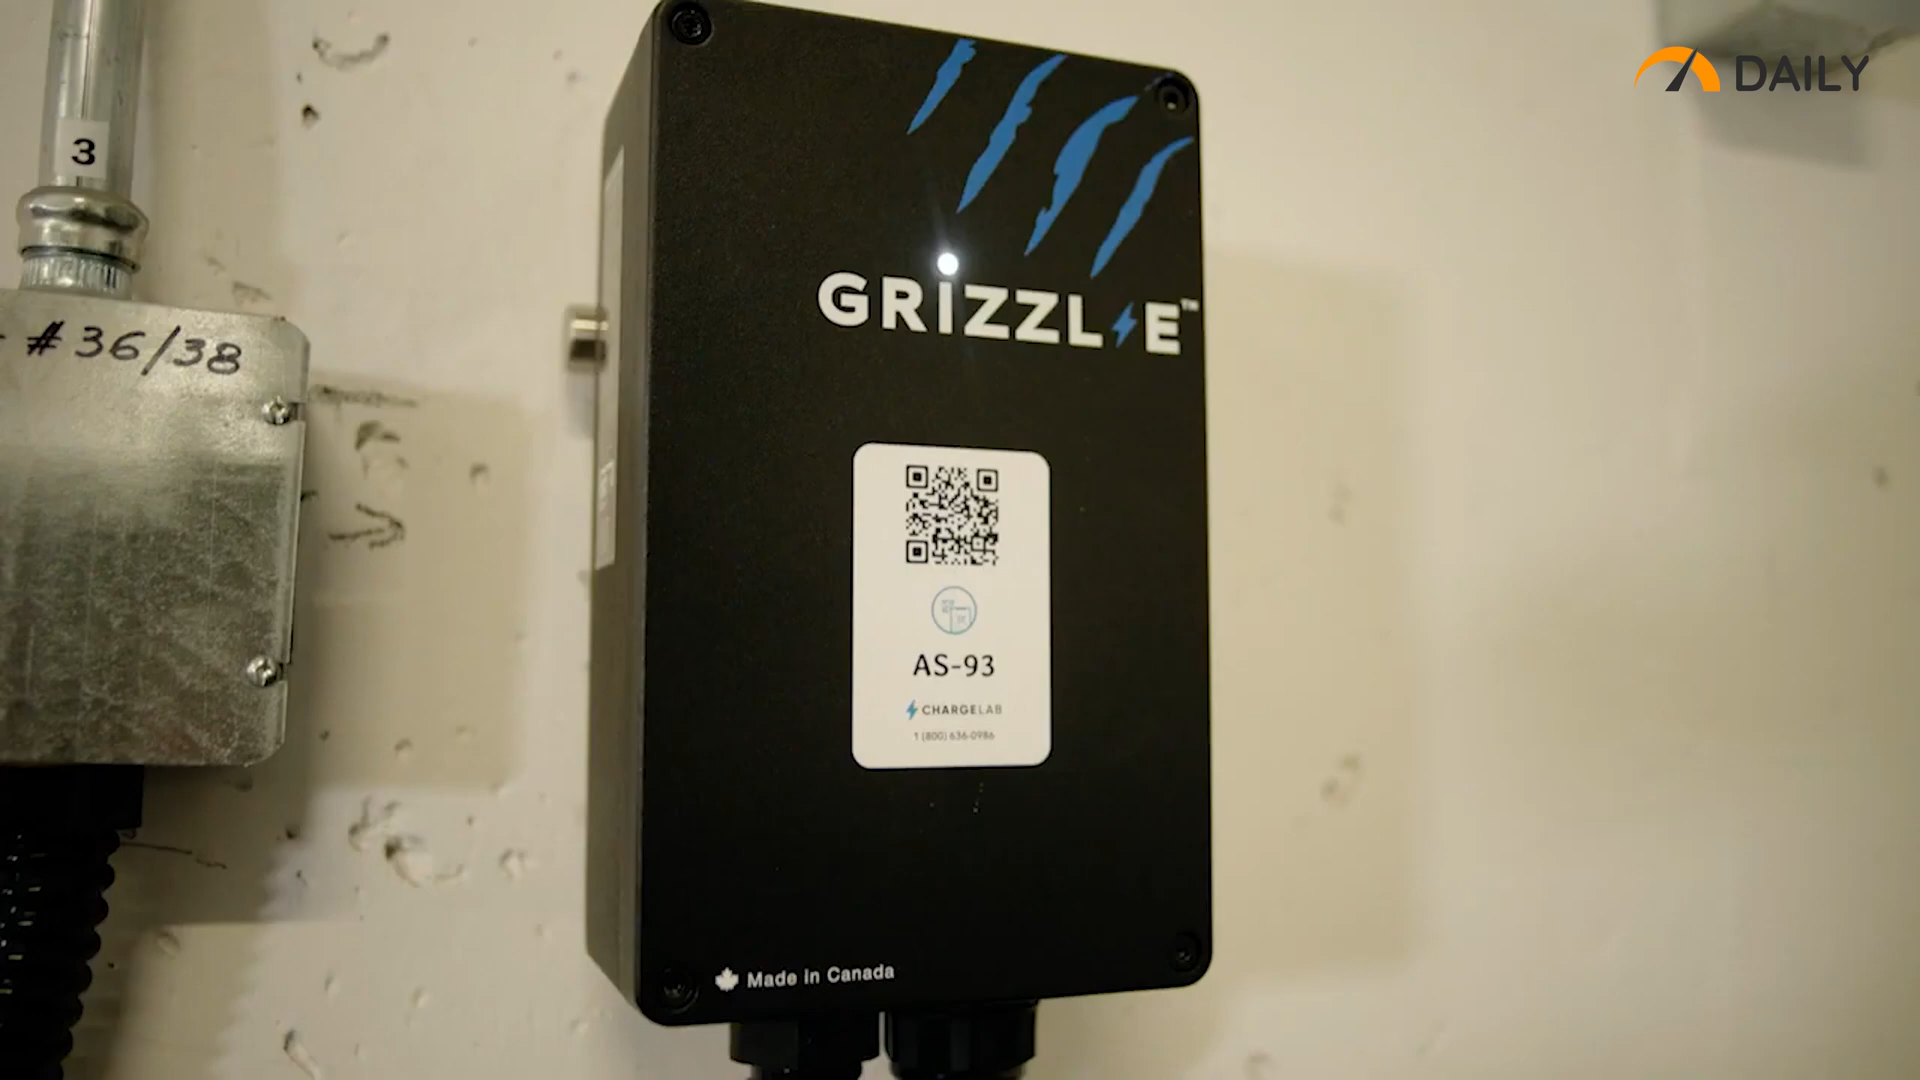 DAILY
3
# 36/38
GRIZZL E™
AS-93
CHARGELAB
1 (800) 636-0986
Made in Canada